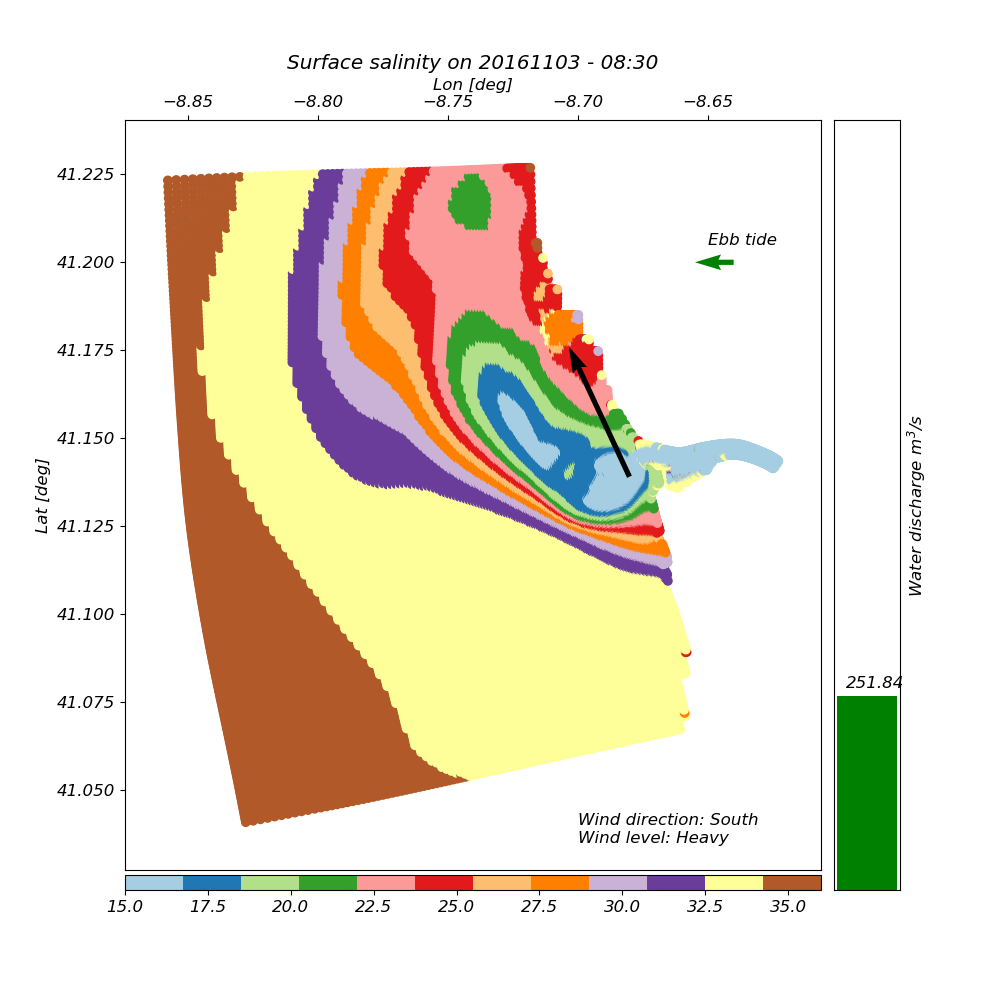 Surface salinity on 20161103 - 08:30
Lon [deg]
−8.85 −8.80 −8.75 −8.70 −8.65
41.225
Ebb tide
41.200
41.175
41.150
41.125
41.100
41.075
41.050
Lat [deg]
Water discharge m³/s
251.84
Wind direction: South
Wind level: Heavy
15.0 17.5 20.0 22.5 25.0 27.5 30.0 32.5 35.0